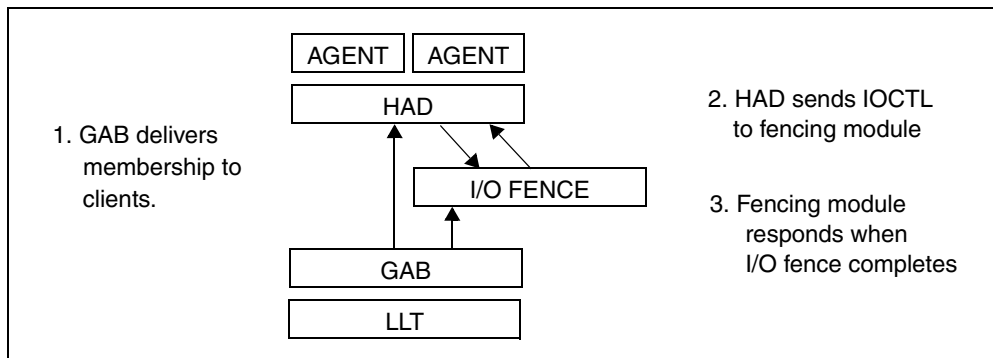 AGENT AGENT
HAD
1. GAB delivers
membership to
clients.
2. HAD sends IOCTL
to fencing module
I/O FENCE
3. Fencing module
responds when
I/O fence completes
GAB
LLT